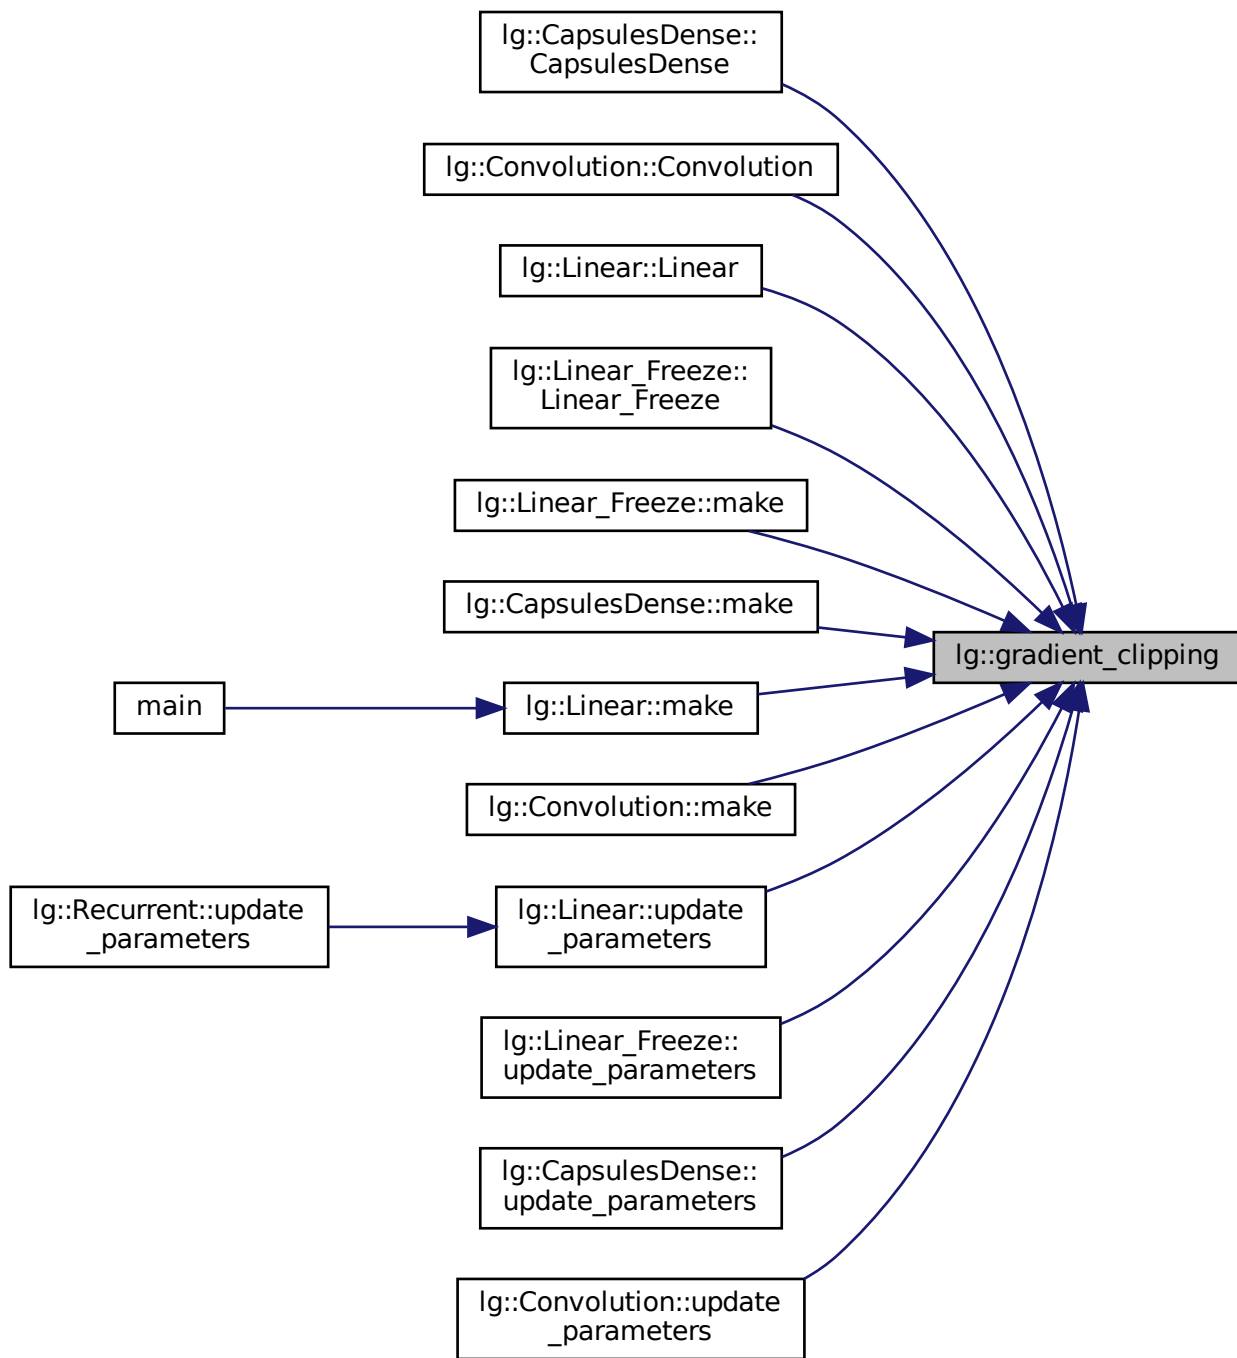 lg::CapsulesDense::
CapsulesDense
lg::Convolution::Convolution
lg::Linear::Linear
lg::Linear_Freeze::
Linear_Freeze
lg::Linear_Freeze::make
lg::CapsulesDense::make
lg::gradient_clipping
main
lg::Linear::make
lg::Convolution::make
lg::Recurrent::update
_parameters
lg::Linear::update
_parameters
lg::Linear_Freeze::
update_parameters
lg::CapsulesDense::
update_parameters
lg::Convolution::update
_parameters